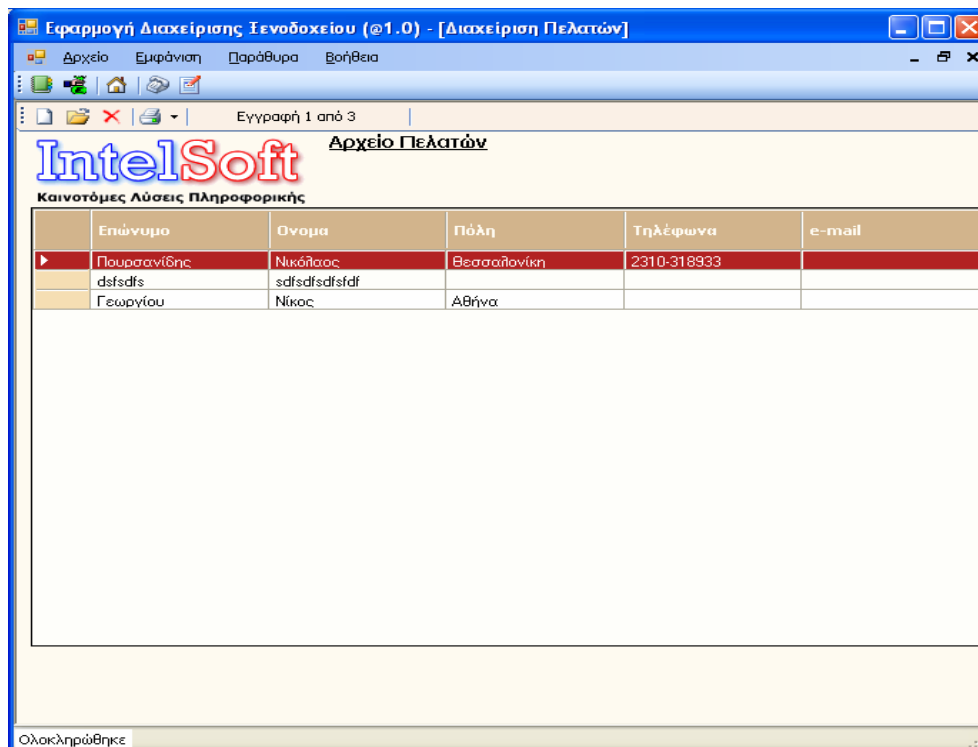 Εφαρμογή Διαχείρισης Ξενοδοχείου (@1.0) - [Διαχείριση Πελατών]
Αρχείο Εμφάνιση Παράθυρα Βοήθεια
Εγγραφή 1 από 3
IntelSoft
Αρχείο Πελατών
Καινοτόμες Λύσεις Πληροφορικής
Επώνυμο Ονομα Πόλη Τηλέφωνα e-mail
Πουρσανίδης Νικόλαος Θεσσαλονίκη 2310-318933
dsfsdfs sdfsdfsdfsfdf
Γεωργίου Νίκος Αθήνα
Ολοκληρώθηκε